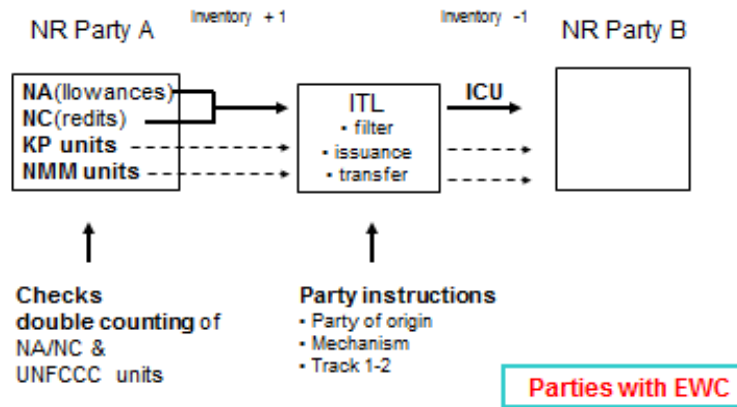 Inventory + 1
Inventory -1
NR Party A
NR Party B
NA(llowances)
NC(redits)
KP units
NMM units
ITL
• filter
• issuance
• transfer
ICU
Checks
double counting of
NA/NC &
UNFCCC units
Party instructions
• Party of origin
• Mechanism
• Track 1-2
Parties with EWC